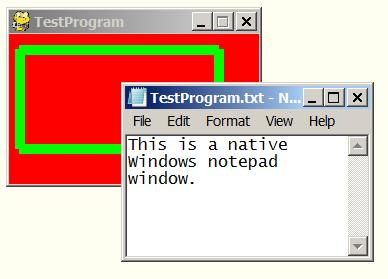 TestProgram
TestProgram.txt - N...
File Edit Format View Help
This is a native
Windows notepad
window.